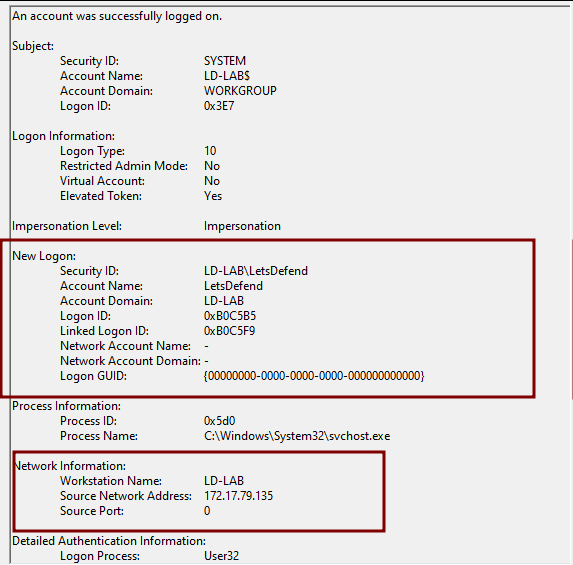 An account was successfully logged on.
Subject:
Security ID: SYSTEM
Account Name: LD-LAB$
Account Domain: WORKGROUP
Logon ID: 0x3E7
Logon Information:
Logon Type: 10
Restricted Admin Mode: No
Virtual Account: No
Elevated Token: Yes
Impersonation Level: Impersonation
New Logon:
Security ID: LD-LAB\LetsDefend
Account Name: LetsDefend
Account Domain: LD-LAB
Logon ID: 0xB0C5B5
Linked Logon ID: 0xB0C5F9
Network Account Name: -
Network Account Domain: -
Logon GUID: {00000000-0000-0000-0000-000000000000}
Process Information:
Process ID: 0x5d0
Process Name: C:\Windows\System32\svchost.exe
Network Information:
Workstation Name: LD-LAB
Source Network Address: 172.17.79.135
Source Port: 0
Detailed Authentication Information:
Logon Process: User32